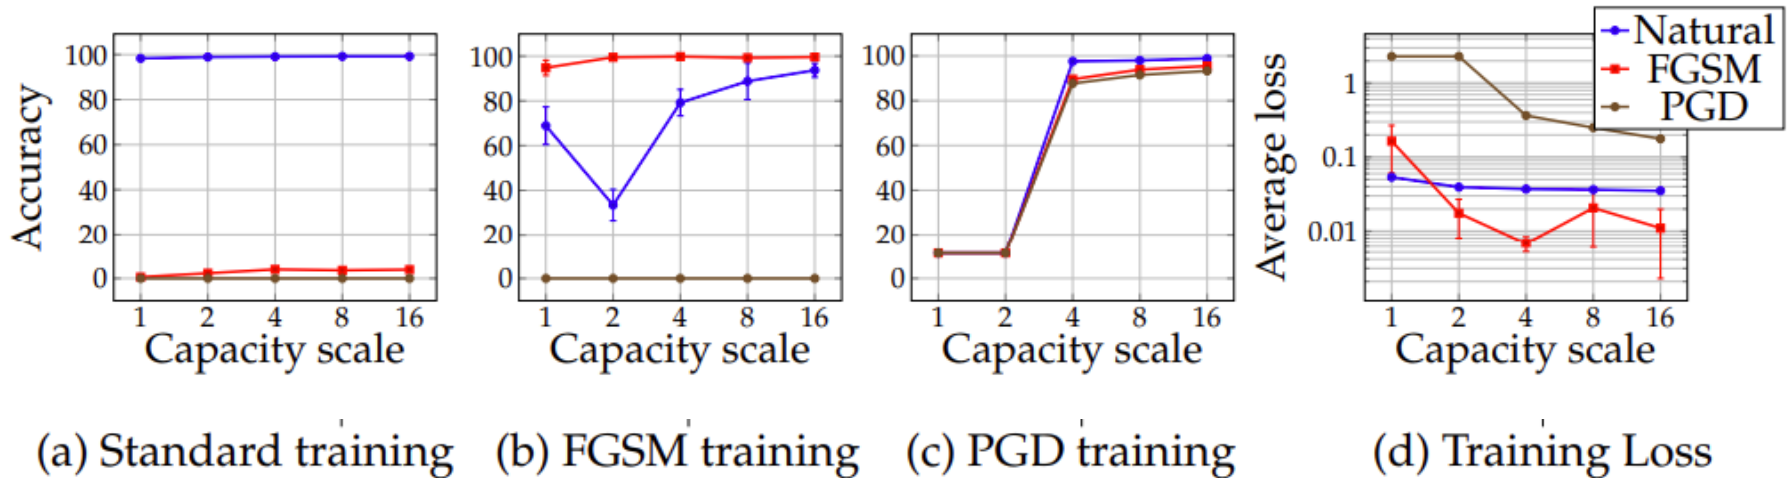 Accuracy
100
80
60
40
20
0
1 2 4 8 16
Capacity scale
(a) Standard training
100
80
60
40
20
0
1 2 4 8 16
Capacity scale
(b) FGSM training
100
80
60
40
20
0
1 2 4 8 16
Capacity scale
(c) PGD training
Average loss
1
0.1
0.01
1 2 4 8 16
Capacity scale
(d) Training Loss
Natural
FGSM
PGD